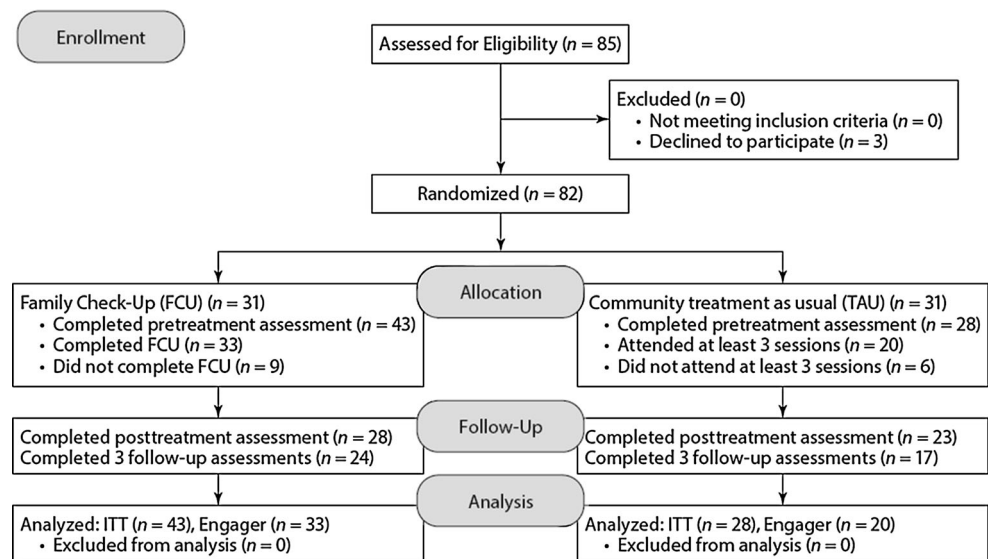 Enrollment
Assessed for Eligibility (n = 85)
Excluded (n = 0)
• Not meeting inclusion criteria (n = 0)
• Declined to participate (n = 3)
Randomized (n = 82)
Allocation
Family Check-Up (FCU) (n = 31)
• Completed pretreatment assessment (n = 43)
• Completed FCU (n = 33)
• Did not complete FCU (n = 9)
Community treatment as usual (TAU) (n = 31)
• Completed pretreatment assessment (n = 28)
• Attended at least 3 sessions (n = 20)
• Did not attend at least 3 sessions (n = 6)
Follow-Up
Completed posttreatment assessment (n = 28)
Completed 3 follow-up assessments (n = 24)
Completed posttreatment assessment (n = 23)
Completed 3 follow-up assessments (n = 17)
Analysis
Analyzed: ITT (n = 43), Engager (n = 33)
• Excluded from analysis (n = 0)
Analyzed: ITT (n = 28), Engager (n = 20)
• Excluded from analysis (n = 0)